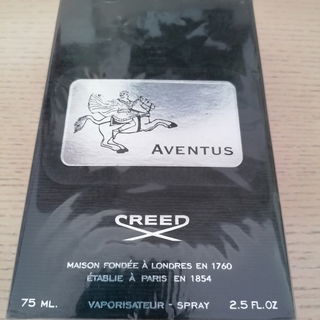 AVENTUS
CREED
MAISON FONDÉE À LONDRES EN 1760
ÉTABLIE À PARIS EN 1854
75 ML. VAPORISATEUR - SPRAY 2.5 FL. OZ